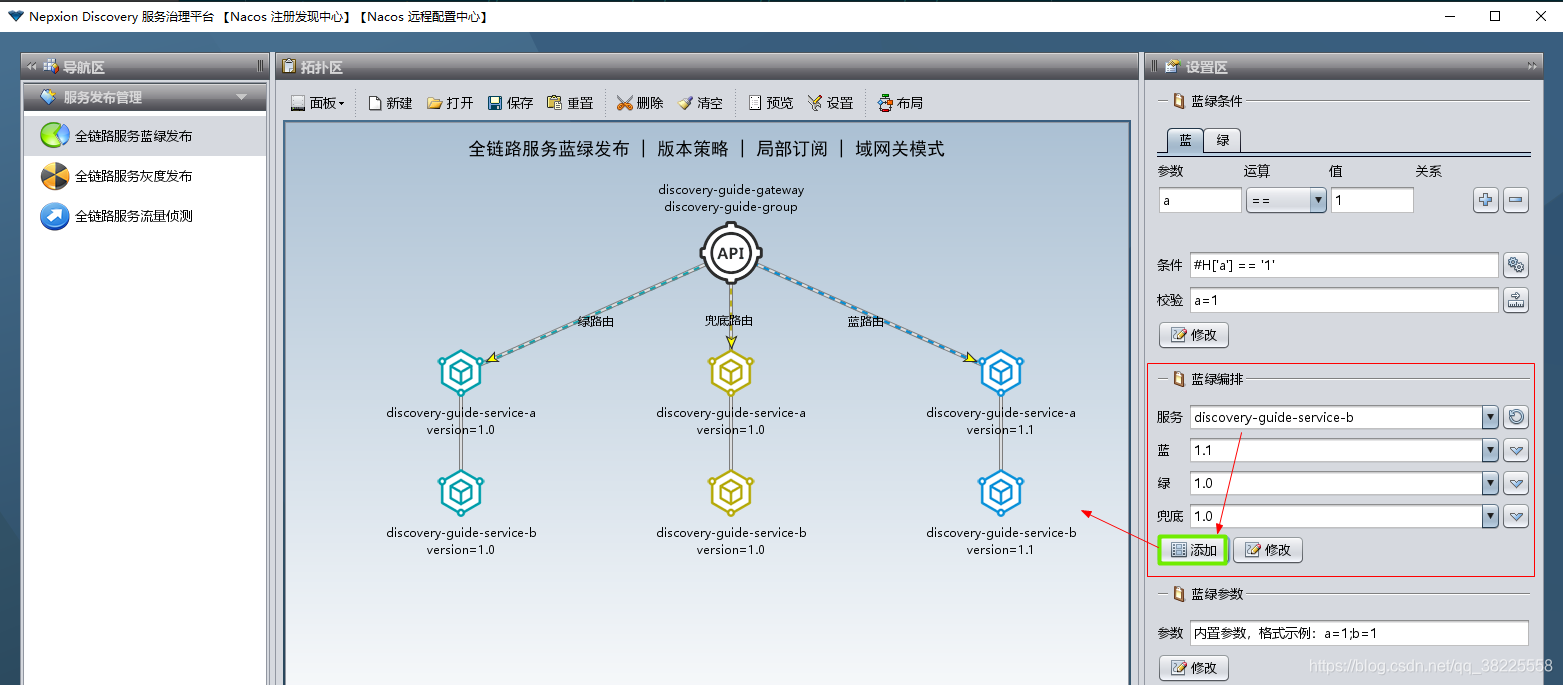 Nepxion Discovery 服务治理平台 【Nacos 注册发现中心】【Nacos 远程配置中心】
导航区
服务发布管理
全链路服务蓝绿发布
全链路服务灰度发布
全链路服务流量侦测
拓扑区
面板 新建 打开 保存 重置 删除 清空 预览 设置 布局
全链路服务蓝绿发布 | 版本策略 | 局部订阅 | 域网关模式
discovery-guide-gateway
discovery-guide-group
API
绿路由 兜底路由 蓝路由
discovery-guide-service-a discovery-guide-service-a discovery-guide-service-a
version=1.0 version=1.0 version=1.1
discovery-guide-service-b discovery-guide-service-b discovery-guide-service-b
version=1.0 version=1.0 version=1.1
设置区
蓝绿条件
蓝 绿
参数 运算 值 关系
a == 1
条件 #H['a'] == '1'
校验 a=1
修改
蓝绿编排
服务 discovery-guide-service-b
蓝 1.1
绿 1.0
兜底 1.0
添加 修改
蓝绿参数
参数 内置参数，格式示例：a=1;b=1
修改
https://blog.csdn.net/qq_38225558